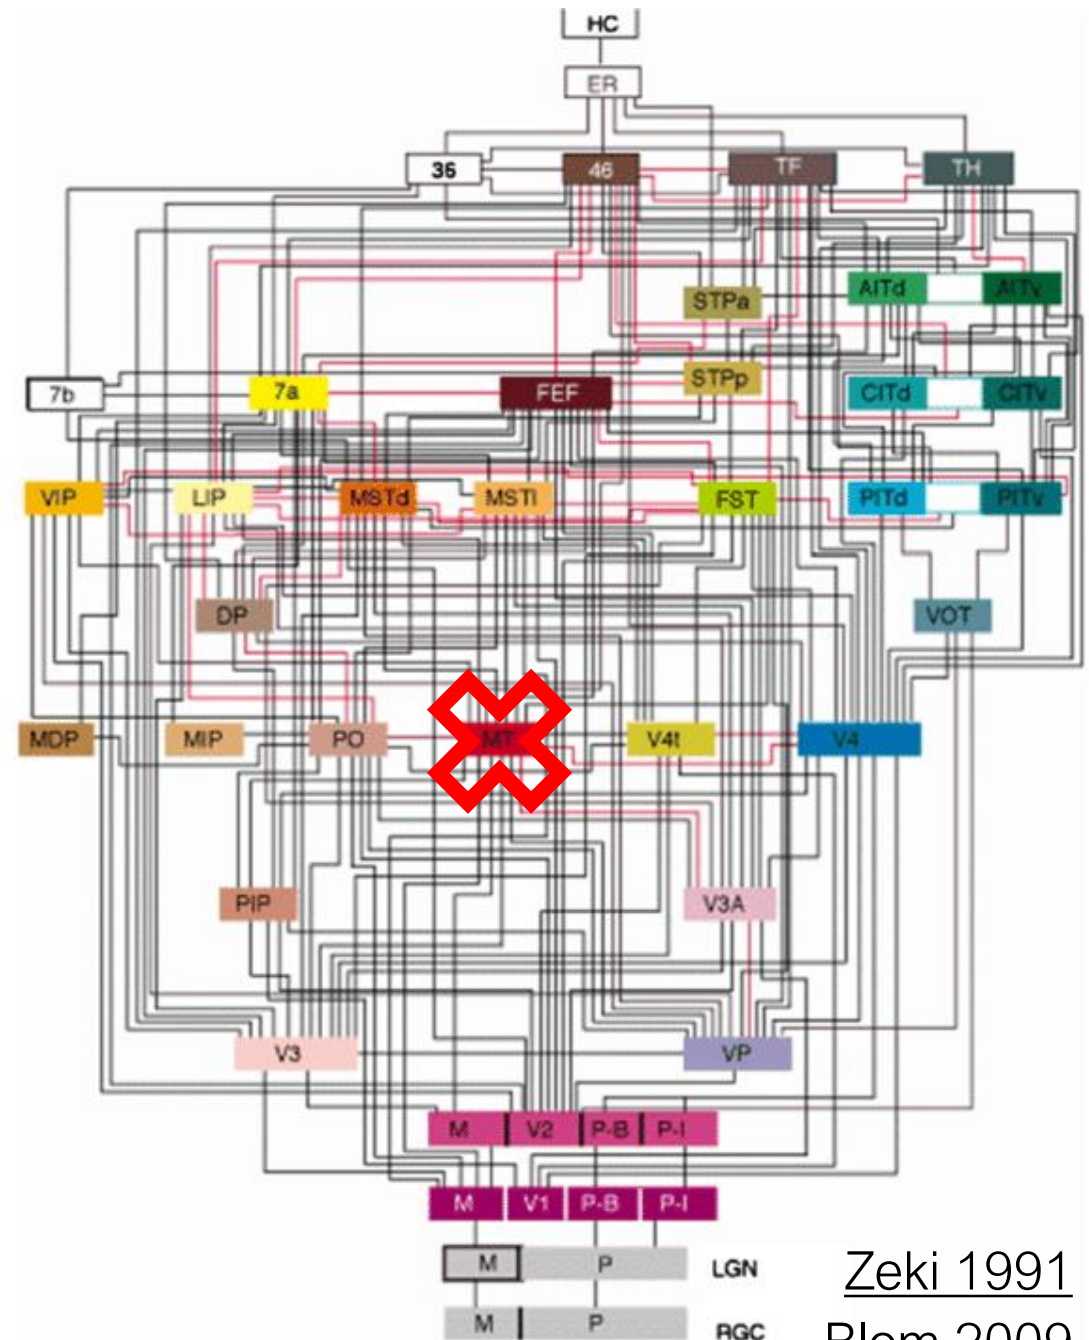 HC
ER
36 46 TF TH
STPa AITd AITv
7b 7a FEF STPp CITd CITv
VIP LIP MSTd MSTl FST PITd PITv
DP VOT
MDP MIP PO MT V4t V4
PIP V3A
V3 VP
M V2 P-B P-I
M V1 P-B P-I
M P LGN
Zeki 1991
M P RGC
Blom 2009